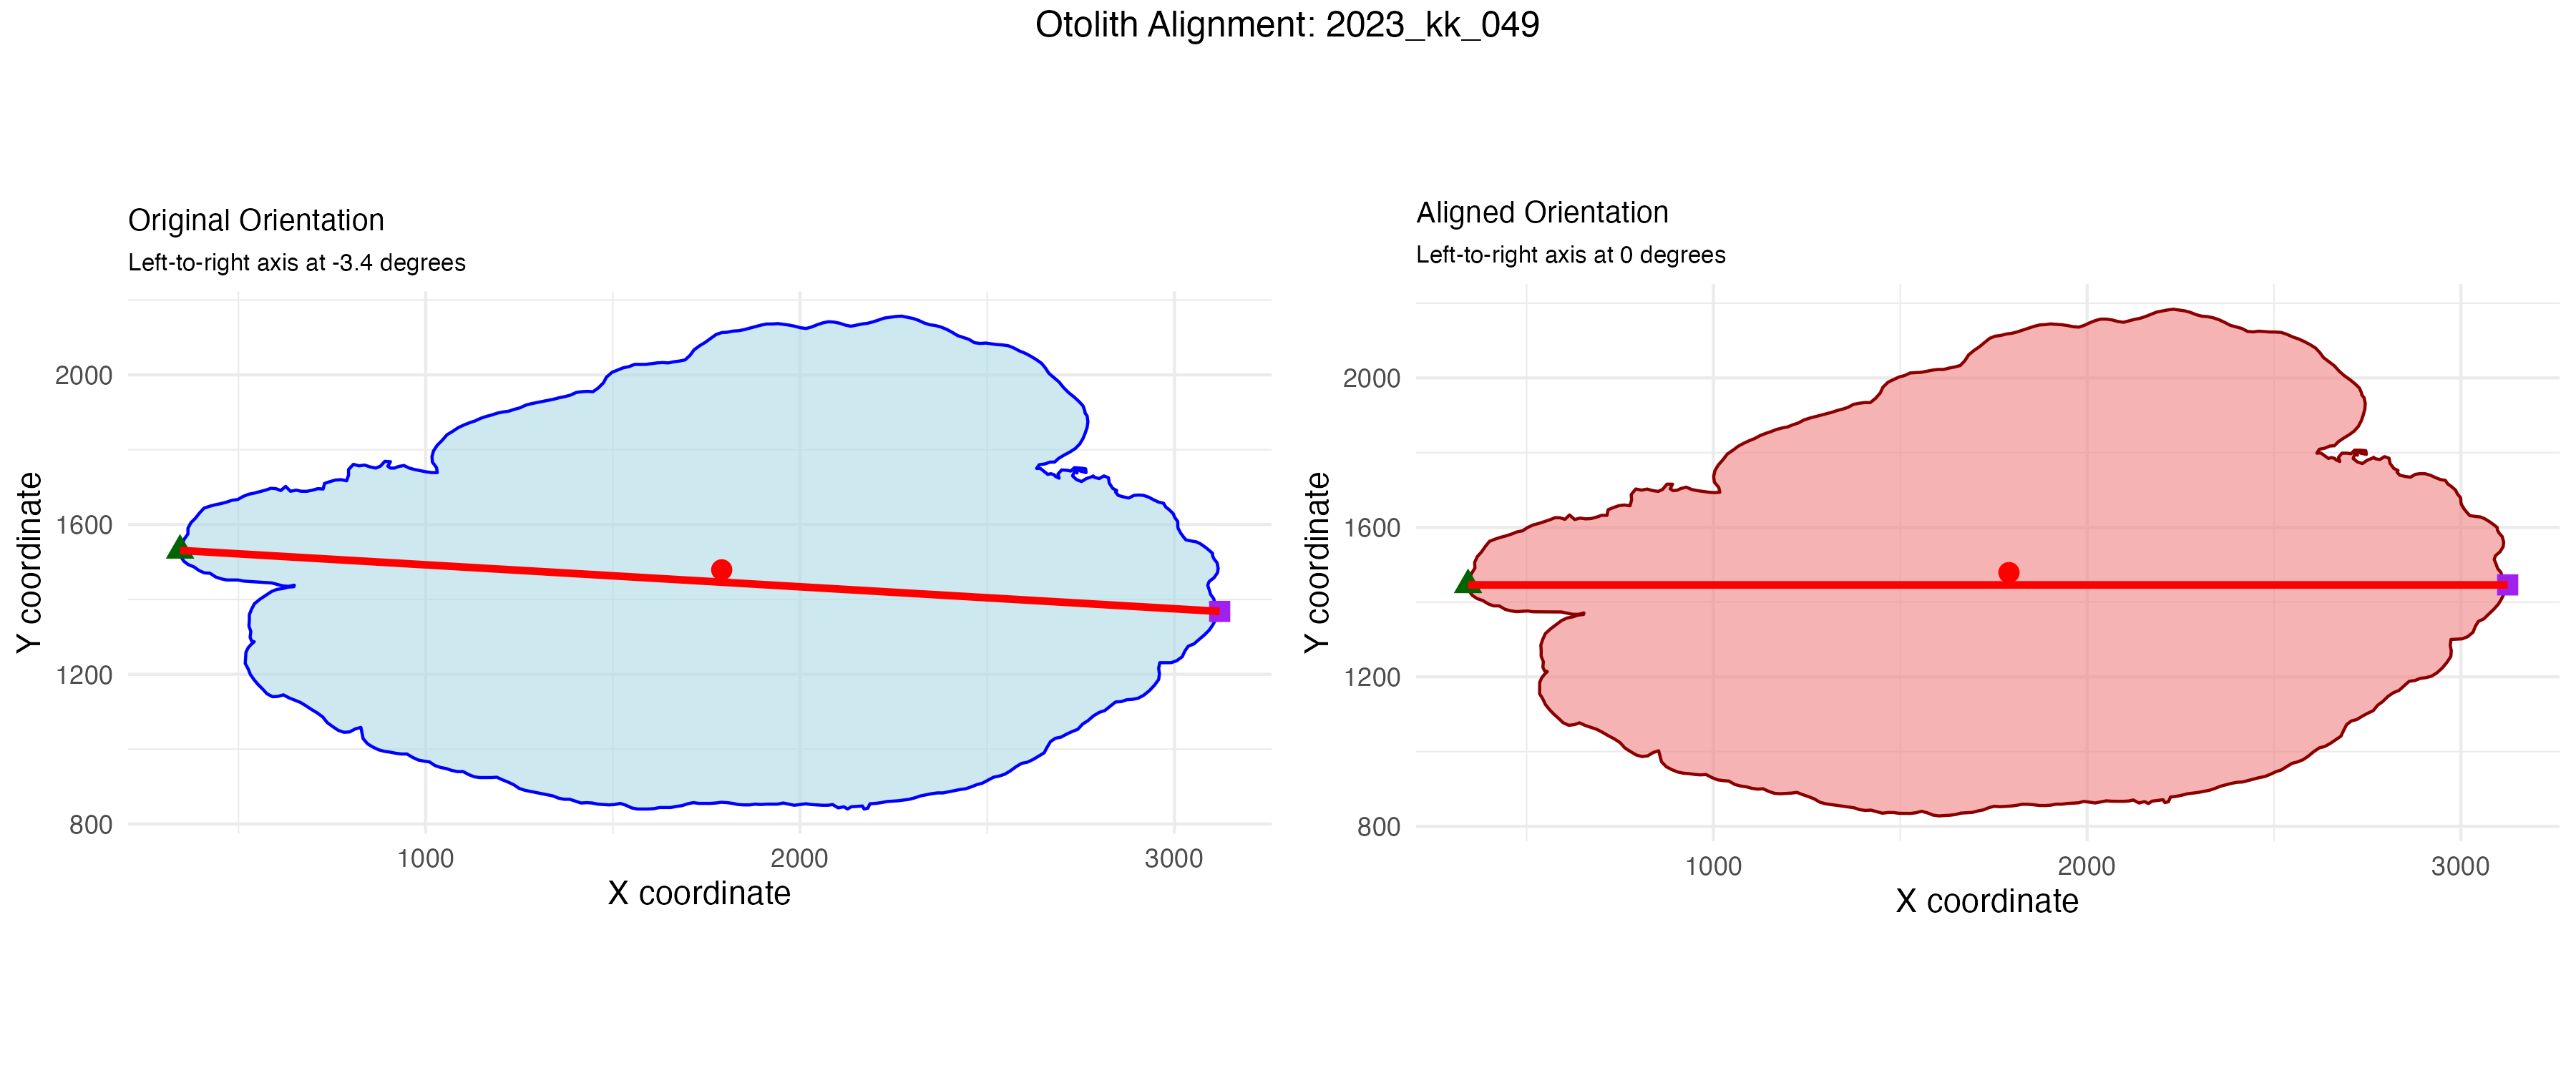 Otolith Alignment: 2023_kk_049
Original Orientation
Left-to-right axis at -3.4 degrees
Y coordinate
2000
1600
1200
800
1000
2000
3000
X coordinate
Aligned Orientation
Left-to-right axis at 0 degrees
Y coordinate
2000
1600
1200
800
1000
2000
3000
X coordinate